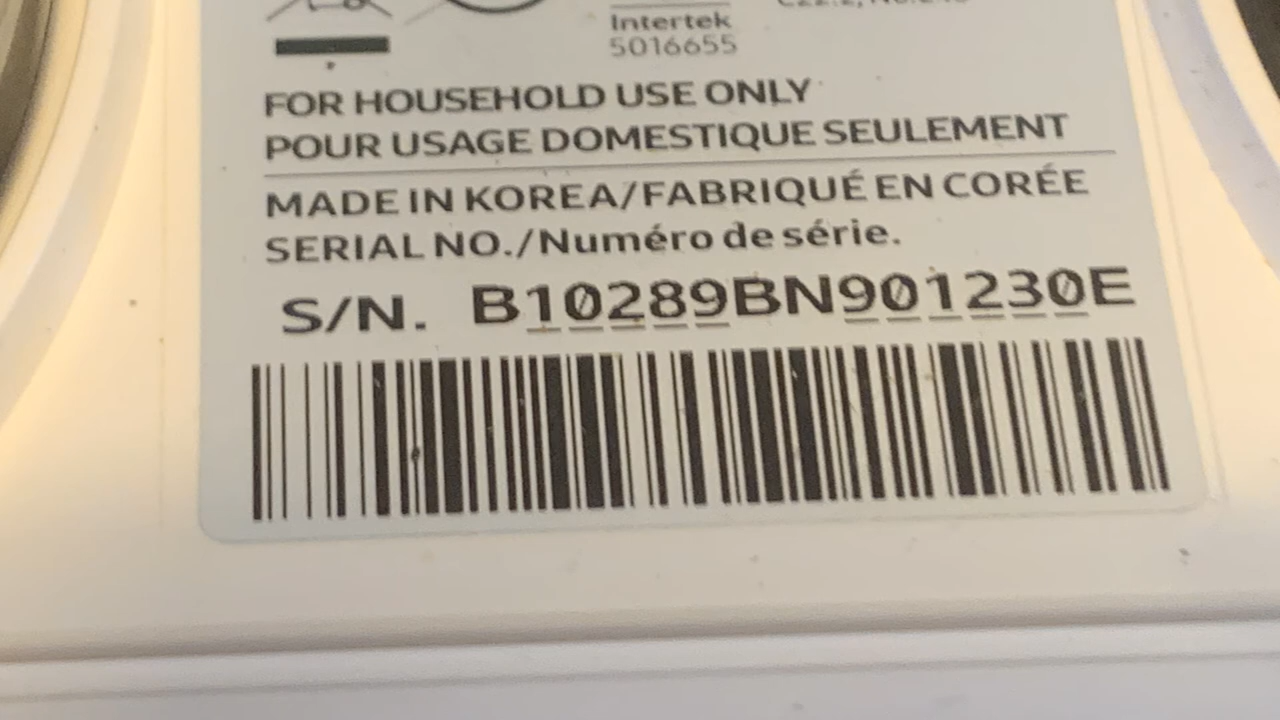 Intertek
5016655
FOR HOUSEHOLD USE ONLY
POUR USAGE DOMESTIQUE SEULEMENT
MADE IN KOREA/FABRIQUÉ EN CORÉE
SERIAL NO./Numéro de série.
S/N. B10289BN901230E